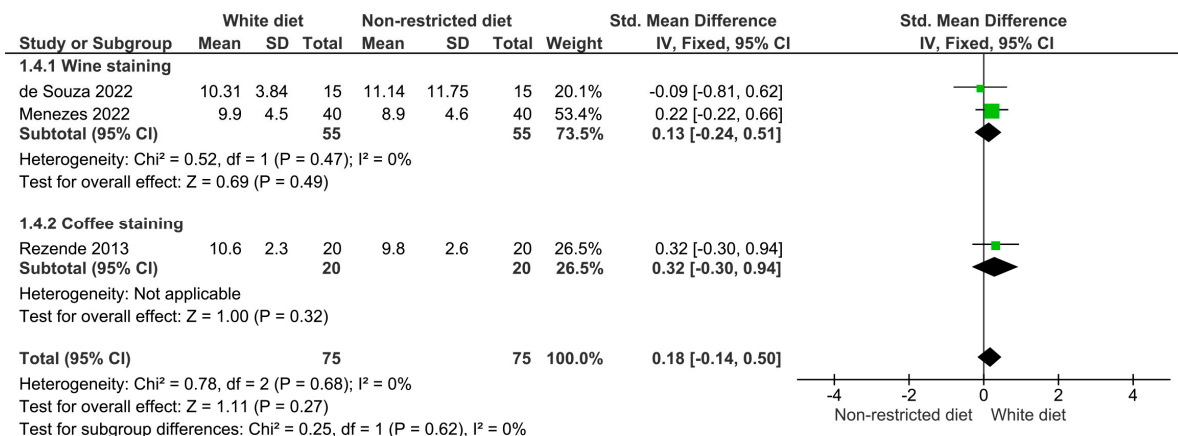 White diet Non-restricted diet Std. Mean Difference Std. Mean Difference
Study or Subgroup Mean SD Total Mean SD Total Weight IV, Fixed, 95% CI IV, Fixed, 95% CI
1.4.1 Wine staining
de Souza 2022 10.31 3.84 15 11.14 11.75 15 20.1% -0.09 [-0.81, 0.62]
Menezes 2022 9.9 4.5 40 8.9 4.6 40 53.4% 0.22 [-0.22, 0.66]
Subtotal (95% CI) 55 55 73.5% 0.13 [-0.24, 0.51]
Heterogeneity: Chi² = 0.52, df = 1 (P = 0.47); I² = 0%
Test for overall effect: Z = 0.69 (P = 0.49)
1.4.2 Coffee staining
Rezende 2013 10.6 2.3 20 9.8 2.6 20 26.5% 0.32 [-0.30, 0.94]
Subtotal (95% CI) 20 20 26.5% 0.32 [-0.30, 0.94]
Heterogeneity: Not applicable
Test for overall effect: Z = 1.00 (P = 0.32)
Total (95% CI) 75 75 100.0% 0.18 [-0.14, 0.50]
Heterogeneity: Chi² = 0.78, df = 2 (P = 0.68); I² = 0%
Test for overall effect: Z = 1.11 (P = 0.27)
Test for subgroup differences: Chi² = 0.25, df = 1 (P = 0.62), I² = 0%
-4 -2 0 2 4
Non-restricted diet White diet